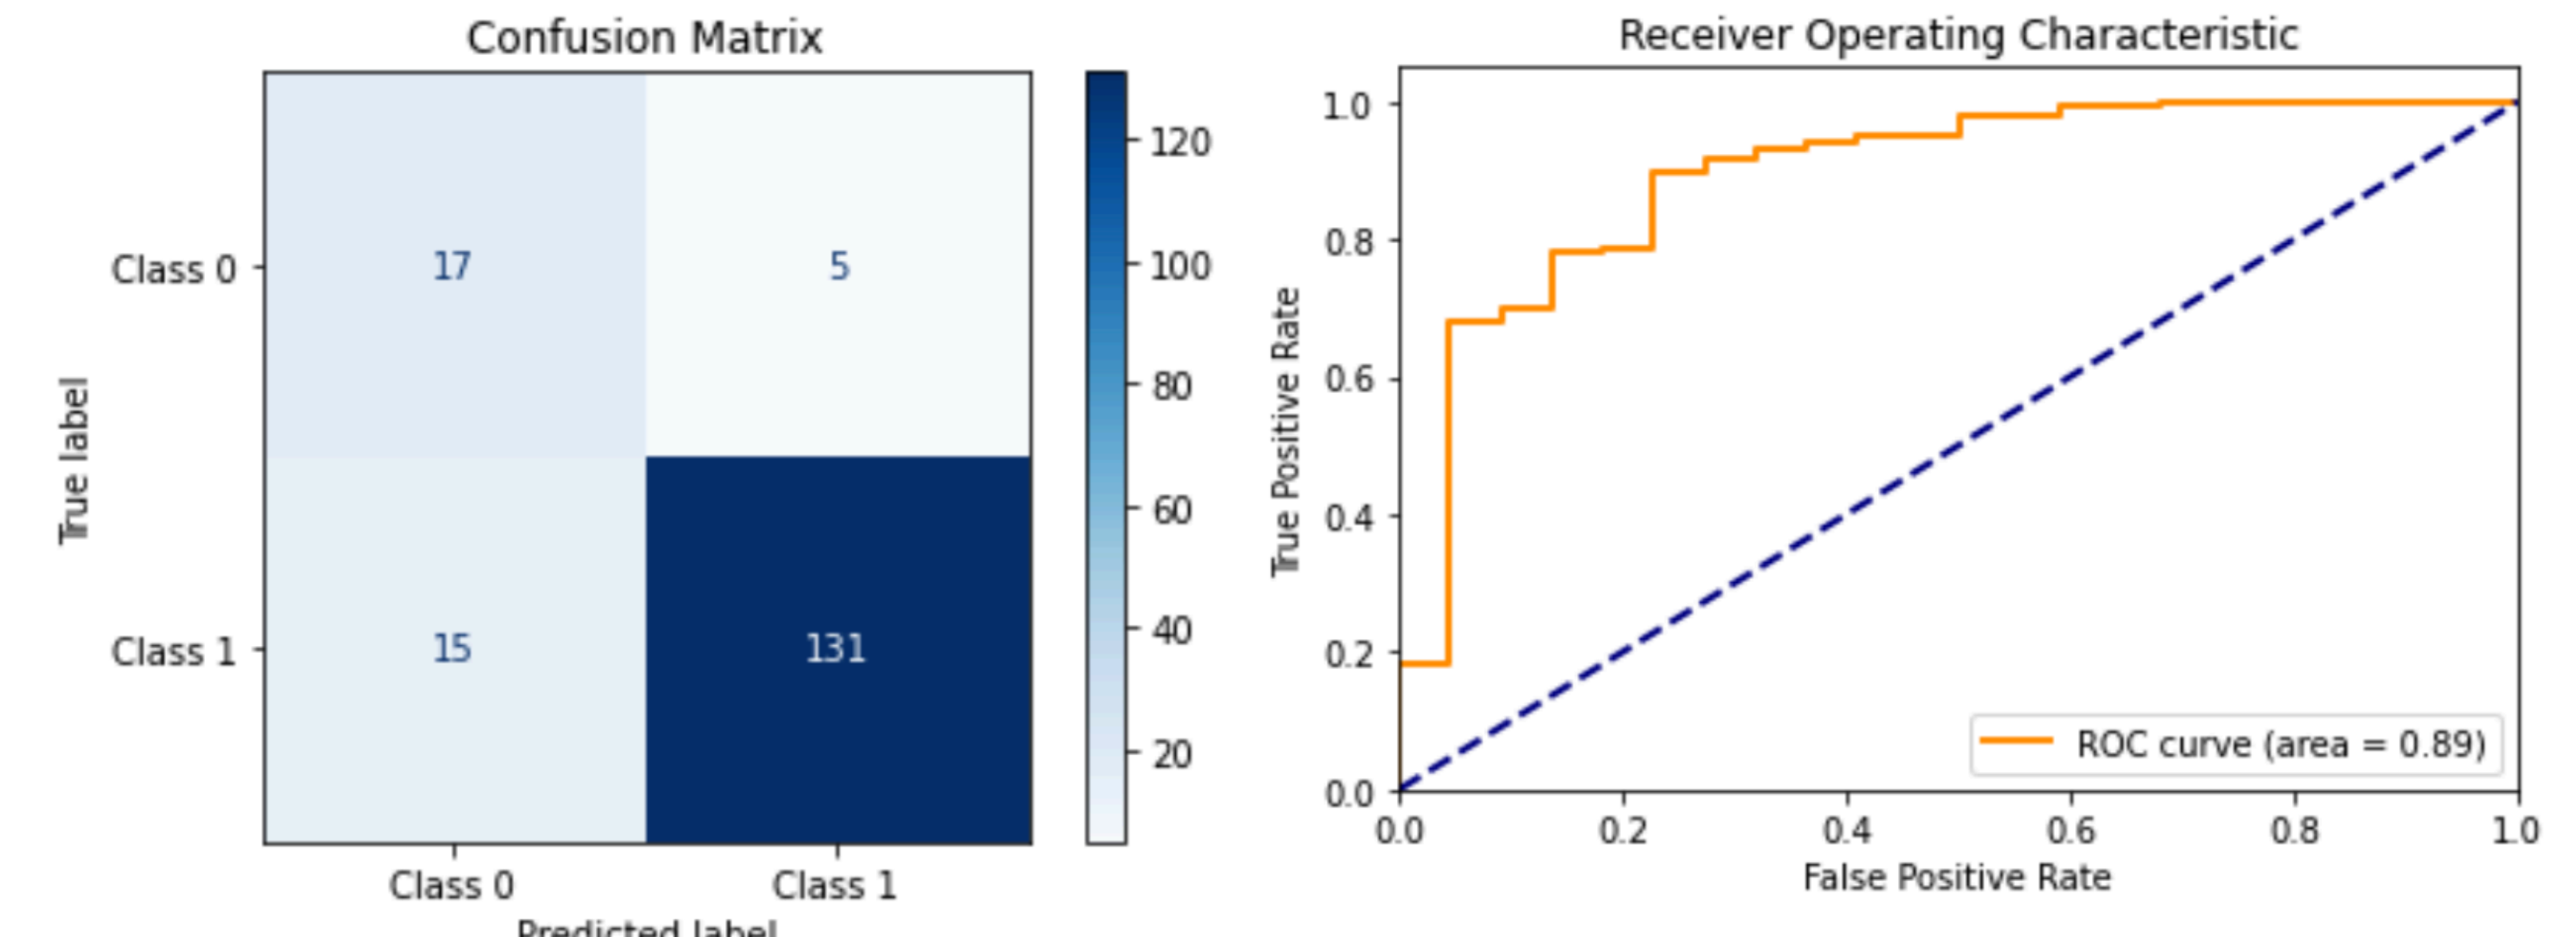 Confusion Matrix
Class 0
Class 1
True label
17
5
15
131
Class 0
Class 1
Predicted label
120
100
80
60
40
20
Receiver Operating Characteristic
True Positive Rate
1.0
0.8
0.6
0.4
0.2
0.0
0.0 0.2 0.4 0.6 0.8 1.0
False Positive Rate
ROC curve (area = 0.89)